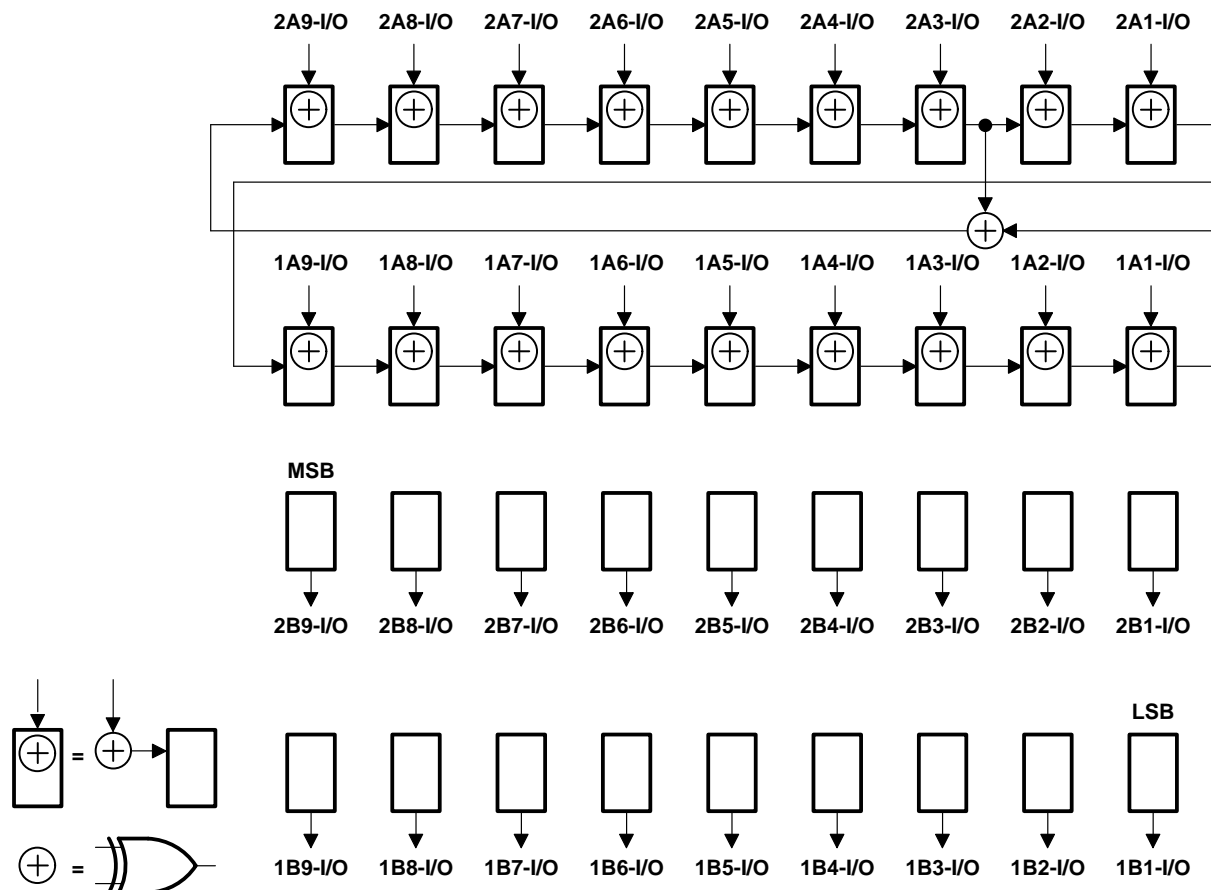 2A9-I/O 2A8-I/O 2A7-I/O 2A6-I/O 2A5-I/O 2A4-I/O 2A3-I/O 2A2-I/O 2A1-I/O
1A9-I/O 1A8-I/O 1A7-I/O 1A6-I/O 1A5-I/O 1A4-I/O 1A3-I/O 1A2-I/O 1A1-I/O
MSB
2B9-I/O 2B8-I/O 2B7-I/O 2B6-I/O 2B5-I/O 2B4-I/O 2B3-I/O 2B2-I/O 2B1-I/O
LSB
=
= 1B9-I/O 1B8-I/O 1B7-I/O 1B6-I/O 1B5-I/O 1B4-I/O 1B3-I/O 1B2-I/O 1B1-I/O